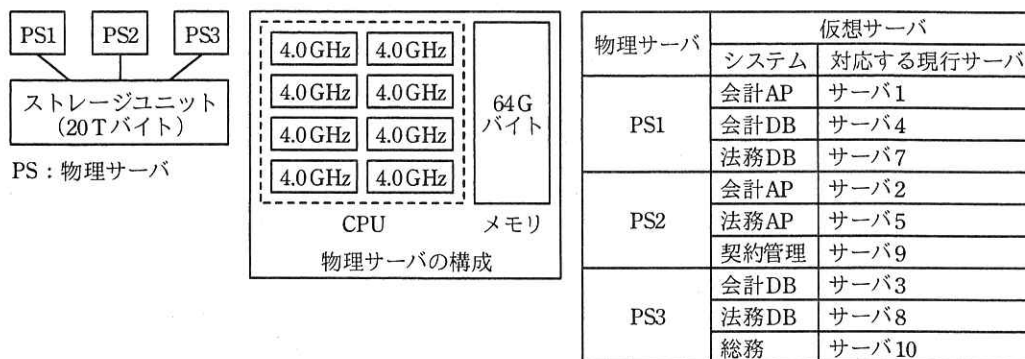 PS1 PS2 PS3
ストレージユニット
(20Tバイト)
PS：物理サーバ
4.0GHz 4.0GHz
4.0GHz 4.0GHz
4.0GHz 4.0GHz
4.0GHz 4.0GHz
64G
バイト
CPU メモリ
物理サーバの構成
物理サーバ 仮想サーバ
システム 対応する現行サーバ
PS1
会計AP サーバ1
会計DB サーバ4
法務DB サーバ7
PS2
会計AP サーバ2
法務AP サーバ5
契約管理 サーバ9
PS3
会計DB サーバ3
法務DB サーバ8
総務 サーバ10